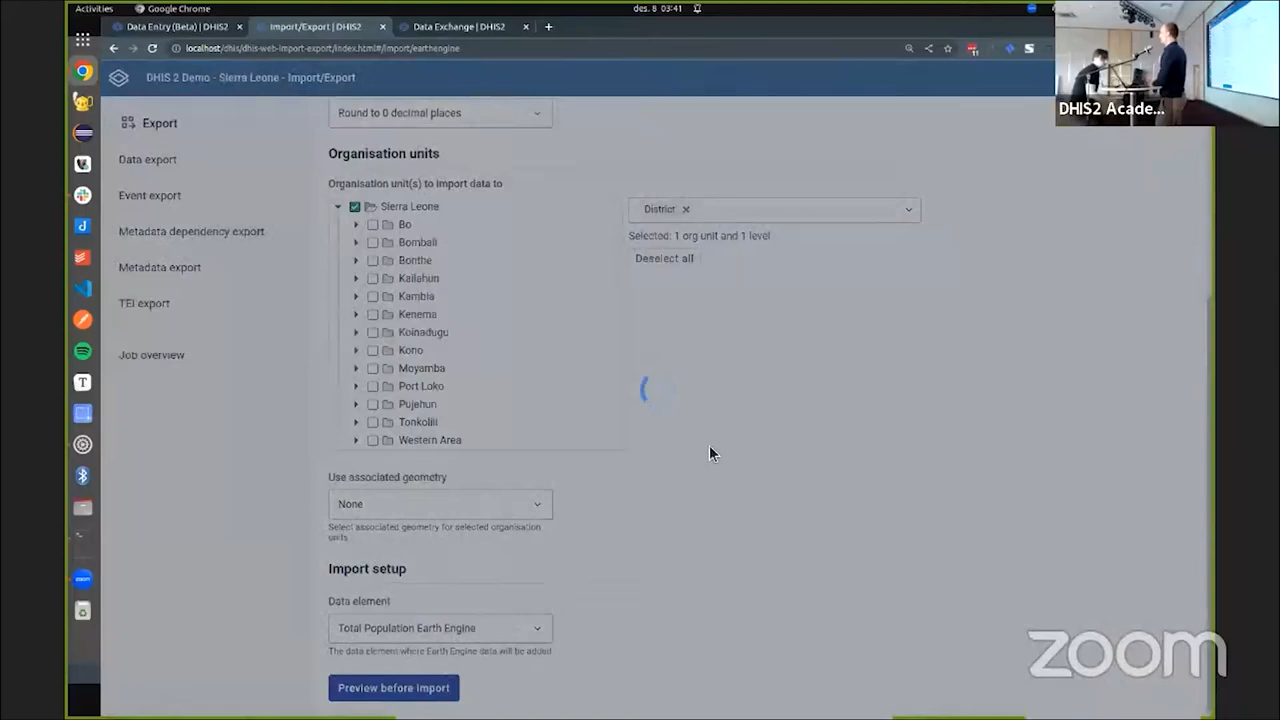 Activities
Google Chrome
des. 8 03:41
Data Entry (Beta) | DHIS2
Import/Export | DHIS2
Data Exchange | DHIS2
localhost/dhis/dhis-web-import-export/index.html#/import/earthengine
DHIS 2 Demo - Sierra Leone - Import/Export
DHIS2 Acade...
Export
Data export
Event export
Metadata dependency export
Metadata export
TEI export
Job overview
Round to 0 decimal places
Organisation units
Organisation unit(s) to import data to
Sierra Leone
Bo
Bombali
Bonthe
Kailahun
Kambia
Kenema
Koinadugu
Kono
Moyamba
Port Loko
Pujehun
Tonkolili
Western Area
District
Selected: 1 org unit and 1 level
Deselect all
Use associated geometry
None
Select associated geometry for selected organisation
units
Import setup
Data element
Total Population Earth Engine
The data element where Earth Engine data will be added
Preview before import
zoom